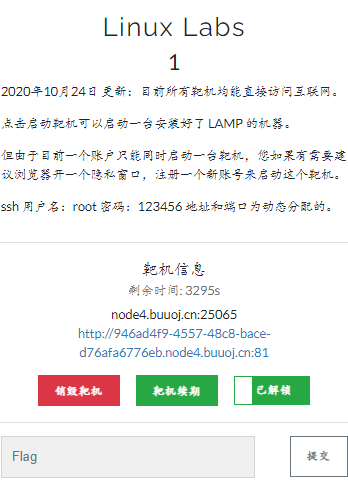 Linux Labs
1
2020年10月24日 更新：目前所有靶机均能直接访问互联网。
点击启动靶机可以启动一台安装好了 LAMP 的机器。
但由于目前一个账户只能同时启动一台靶机，您如果有需要建
议浏览器开一个隐私窗口，注册一个新账号来启动这个靶机。
ssh 用户名：root 密码：123456 地址和端口为动态分配的。
靶机信息
剩余时间: 3295s
node4.buuoj.cn:25065
http://946ad4f9-4557-48c8-bace-
d76afa6776eb.node4.buuoj.cn:81
销毁靶机 靶机续期 已解锁
Flag 提交